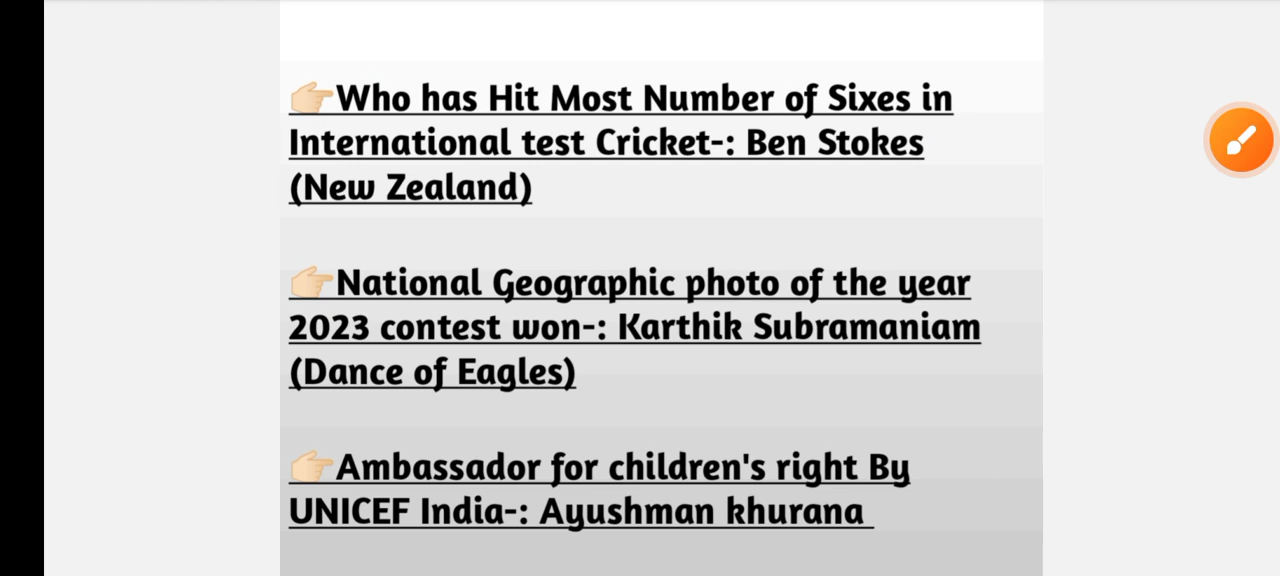 👉🏻Who has Hit Most Number of Sixes in
International test Cricket-: Ben Stokes
(New Zealand)
👉🏻National Geographic photo of the year
2023 contest won-: Karthik Subramaniam
(Dance of Eagles)
👉🏻Ambassador for children's right By
UNICEF India-: Ayushman khurana